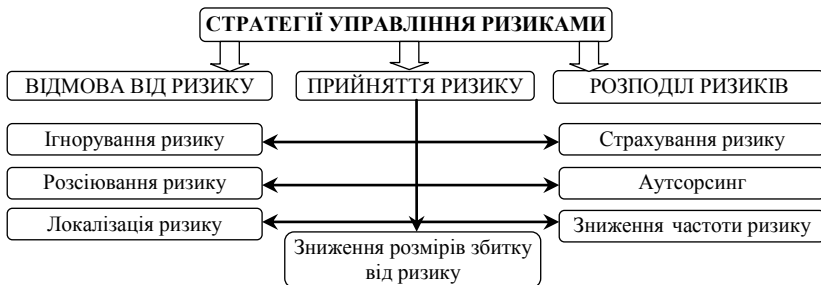 СТРАТЕГІЇ УПРАВЛІННЯ РИЗИКАМИ
ВІДМОВА ВІД РИЗИКУ
ПРИЙНЯТТЯ РИЗИКУ
РОЗПОДІЛ РИЗИКІВ
Ігнорування ризику
Страхування ризику
Розсіювання ризику
Аутсорсинг
Локалізація ризику
Зниження частоти ризику
Зниження розмірів збитку
від ризику